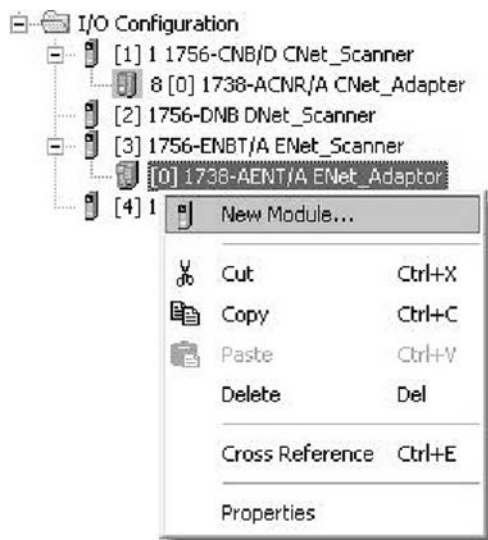 I/O Configuration
[1] 1 1756-CNB/D CNet_Scanner
8 [0] 1738-ACNR/A CNet_Adapter
[2] 1756-DNB DNet_Scanner
[3] 1756-ENBT/A ENet_Scanner
[0] 1738-AENT/A ENet_Adaptor
[4] 1
New Module...
Cut Ctrl+X
Copy Ctrl+C
Paste Ctrl+V
Delete Del
Cross Reference Ctrl+E
Properties